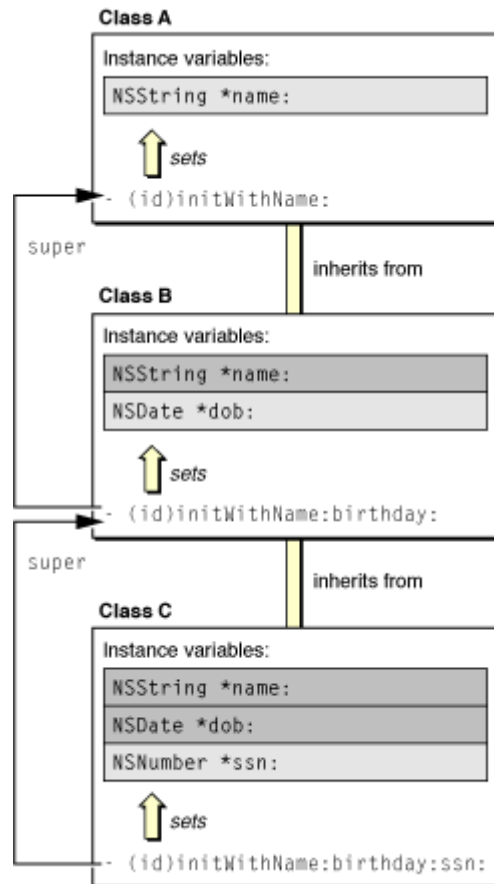 Class A
Instance variables:
NSString *name:
sets
- (id)initWithName:
super
inherits from
Class B
Instance variables:
NSString *name:
NSDate *dob:
sets
- (id)initWithName:birthday:
super
inherits from
Class C
Instance variables:
NSString *name:
NSDate *dob:
NSNumber *ssn:
sets
- (id)initWithName:birthday:ssn: